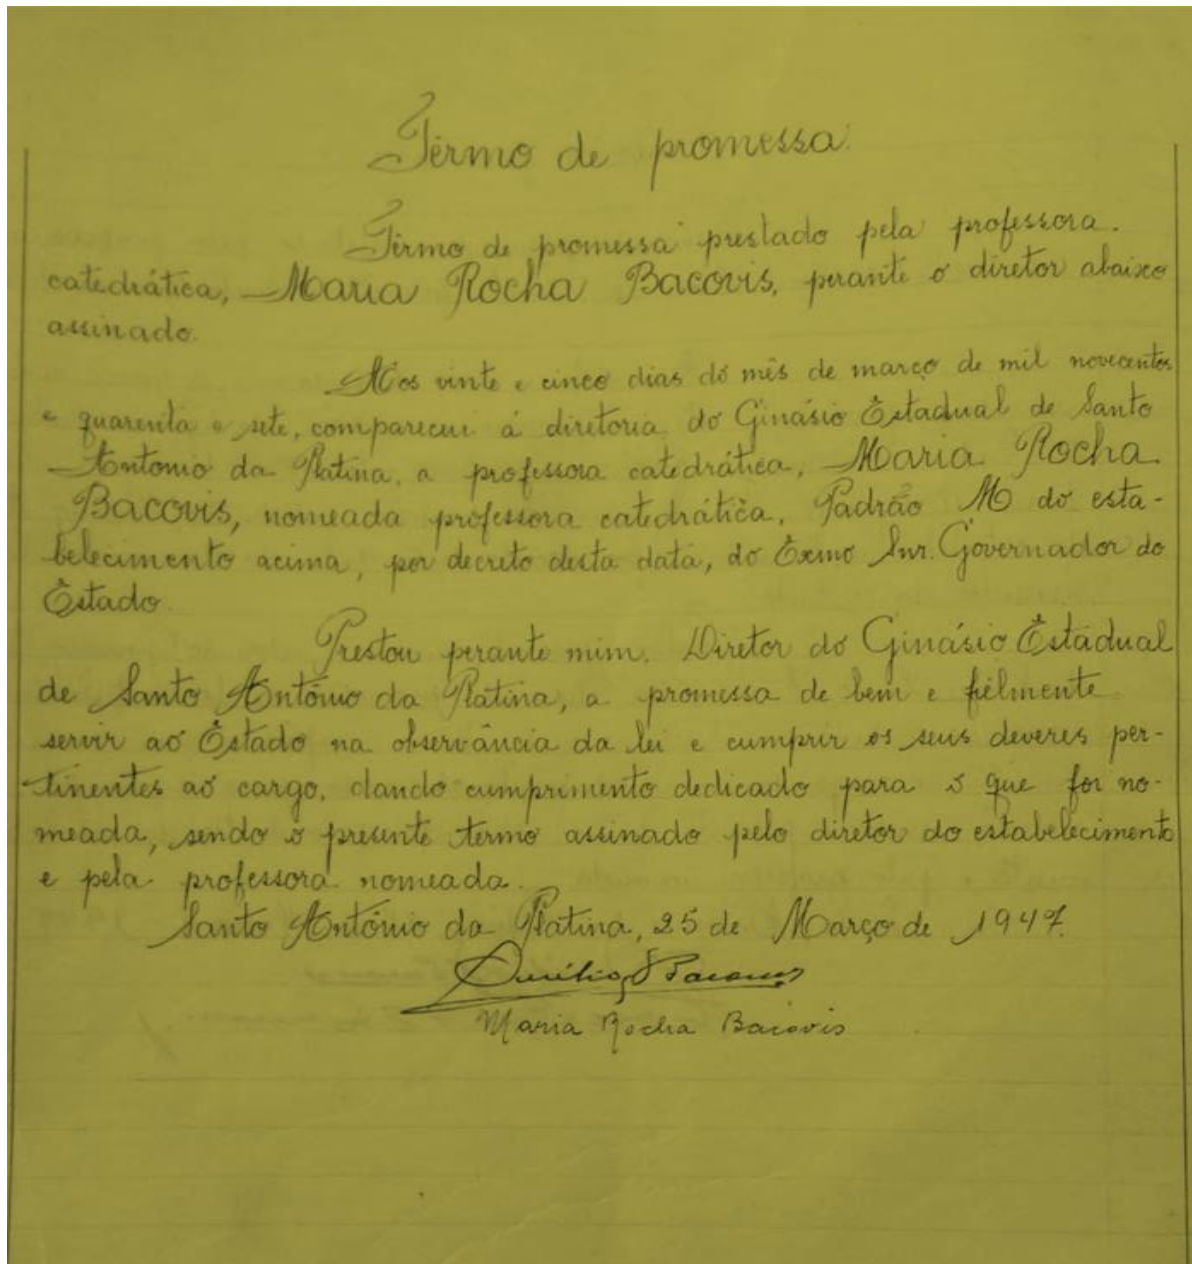 Têrmo de promessa.
Têrmo de promessa prestado pela professora.
catedrática, Maria Rocha Bacovis, perante o diretor abaixo
assinado.
Aos vinte e cinco dias do mês de março de mil novecentos
e quarenta e sete, compareceu á diretoria do Ginásio Estadual de Santo
Antonio da Platina, a professora catedrática, Maria Rocha
Bacovis, nomeada professora catedrática, Padrão M do esta-
belecimento acima, por decreto desta data, do Exmo Snr. Governador do
Estado.
Prestou perante mim. Diretor do Ginásio Estadual
de Santo Antônio da Platina, a promessa de bem e fiélmente
servir ao Estado na observância da lei e cumprir os seus deveres per-
tinentes ao cargo, dando cumprimento dedicado para o que foi no-
meada, sendo o presente termo assinado pelo diretor do estabelecimento
e pela professora nomeada.
Santo Antônio da Platina, 25 de Março de 1947.
Maria Rocha Bacovis